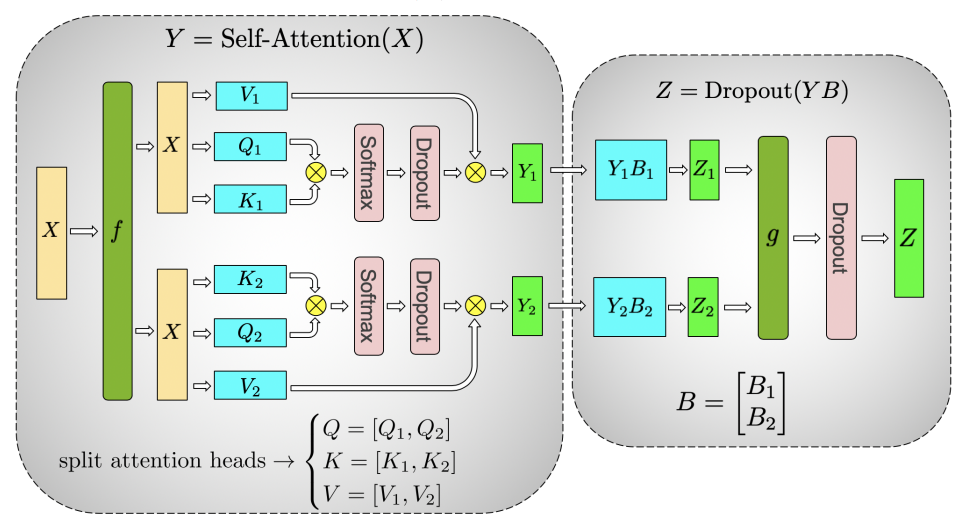 Y = Self-Attention(X)
X
f
X
V₁
Q₁
K₁
Softmax
Dropout
Y₁
X
K₂
Q₂
V₂
Softmax
Dropout
Y₂
split attention heads → { Q = [Q₁, Q₂]
K = [K₁, K₂]
V = [V₁, V₂]
Z = Dropout(YB)
Y₁B₁
Z₁
Y₂B₂
Z₂
g
Dropout
Z
B = [B₁
B₂]